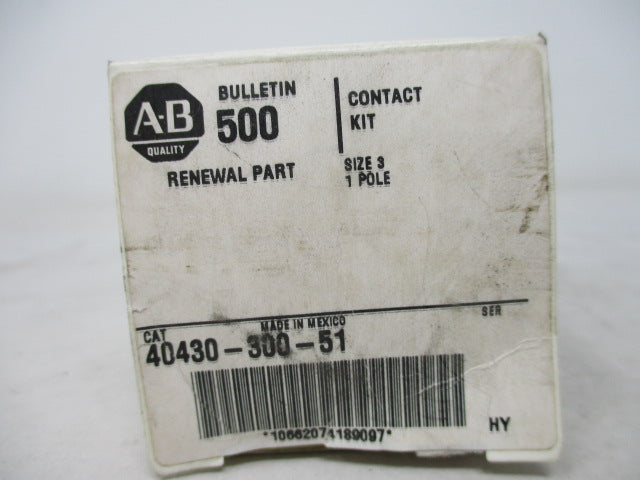 A-B
QUALITY
BULLETIN
500
RENEWAL PART
CONTACT
KIT
SIZE 3
1 POLE
MADE IN MEXICO
SER
CAT
40430-300-51
*10662074189097*
HY